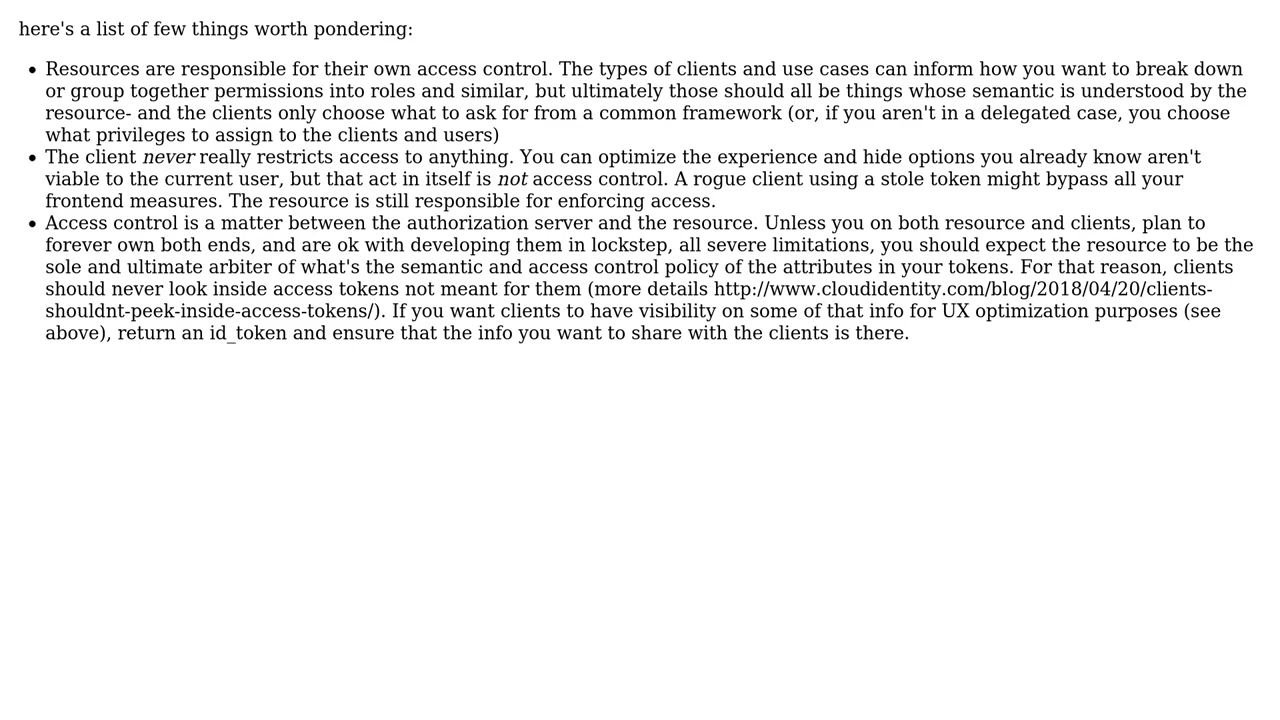 here's a list of few things worth pondering:
• Resources are responsible for their own access control. The types of clients and use cases can inform how you want to break down
or group together permissions into roles and similar, but ultimately those should all be things whose semantic is understood by the
resource- and the clients only choose what to ask for from a common framework (or, if you aren't in a delegated case, you choose
what privileges to assign to the clients and users)
• The client never really restricts access to anything. You can optimize the experience and hide options you already know aren't
viable to the current user, but that act in itself is not access control. A rogue client using a stole token might bypass all your
frontend measures. The resource is still responsible for enforcing access.
• Access control is a matter between the authorization server and the resource. Unless you on both resource and clients, plan to
forever own both ends, and are ok with developing them in lockstep, all severe limitations, you should expect the resource to be the
sole and ultimate arbiter of what's the semantic and access control policy of the attributes in your tokens. For that reason, clients
should never look inside access tokens not meant for them (more details http://www.cloudidentity.com/blog/2018/04/20/clients-
shouldnt-peek-inside-access-tokens/). If you want clients to have visibility on some of that info for UX optimization purposes (see
above), return an id_token and ensure that the info you want to share with the clients is there.